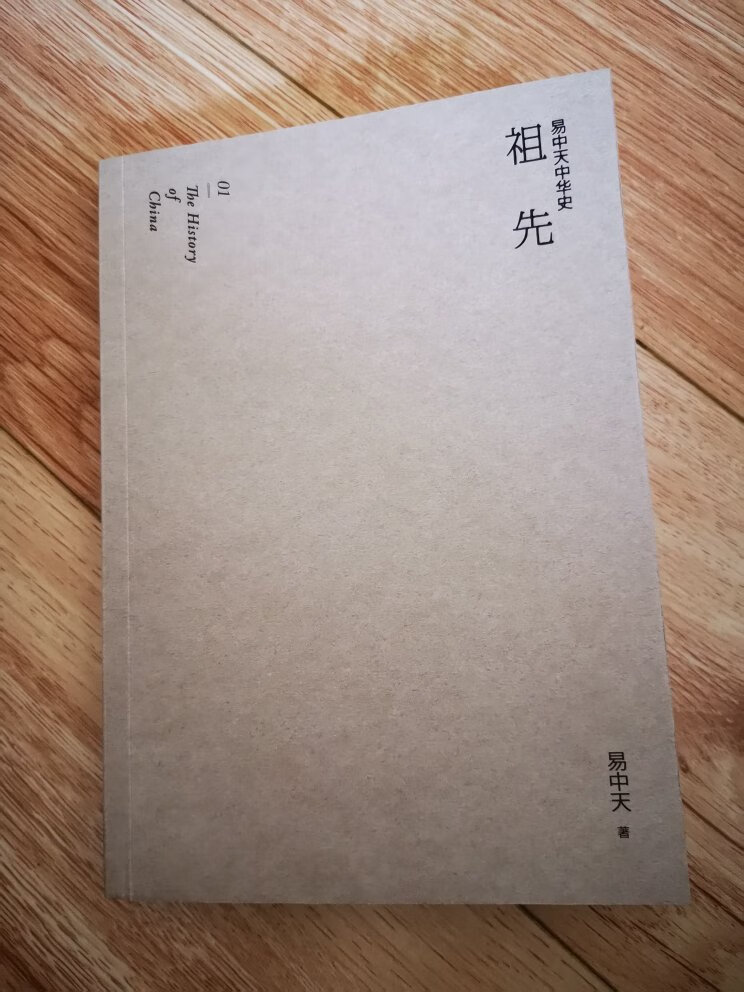 易中天中华史
祖先
01
The History
of
China
易中天 著